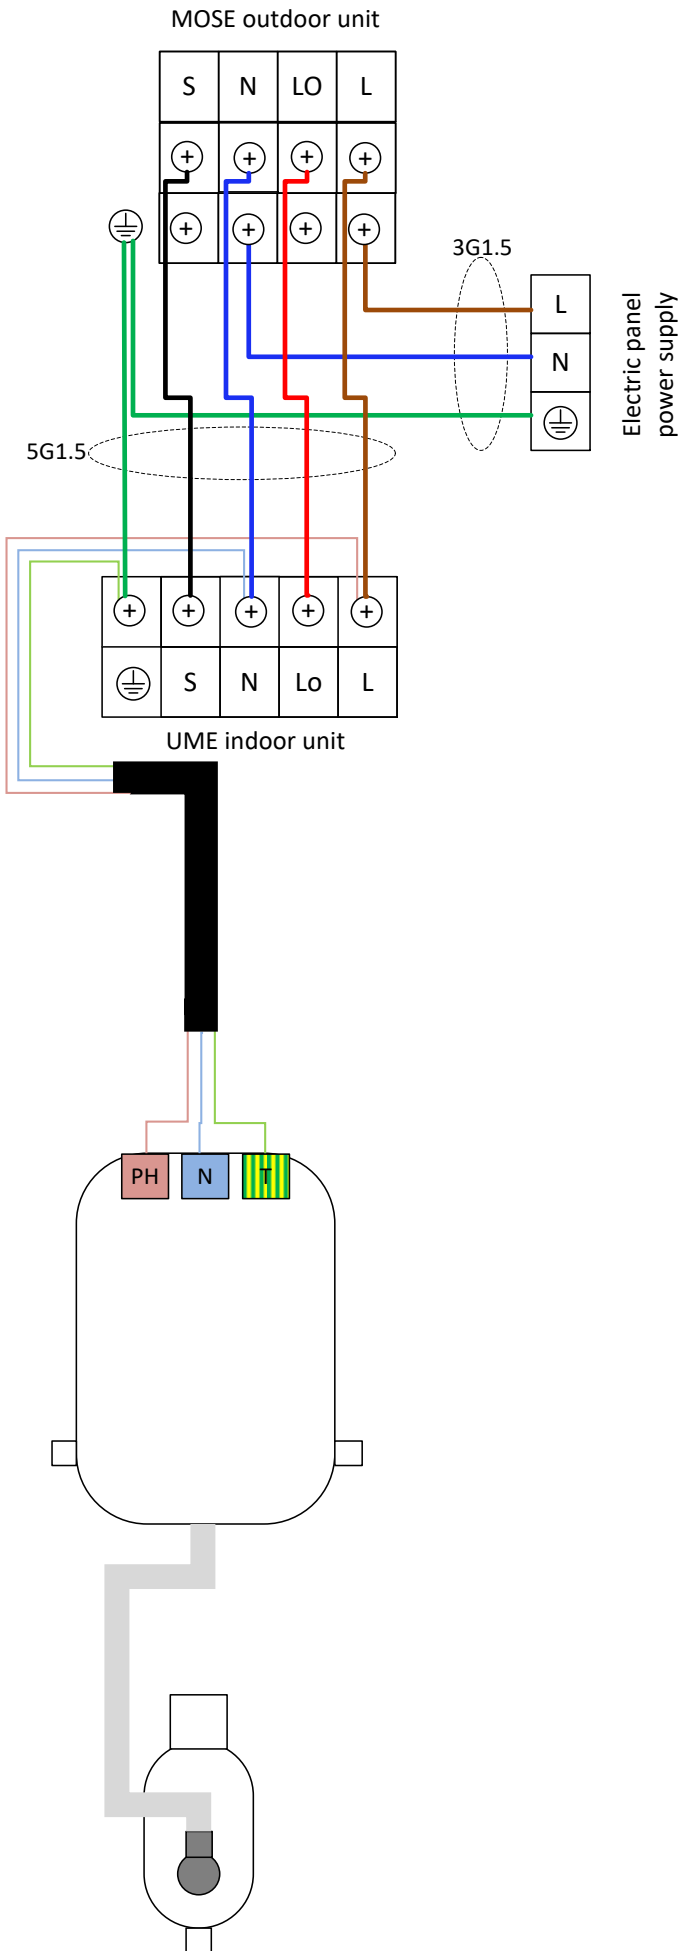 MOSE outdoor unit
S N LO L
3G1.5
L
N
Electric panel
power supply
5G1.5
S N Lo L
UME indoor unit
PH N T